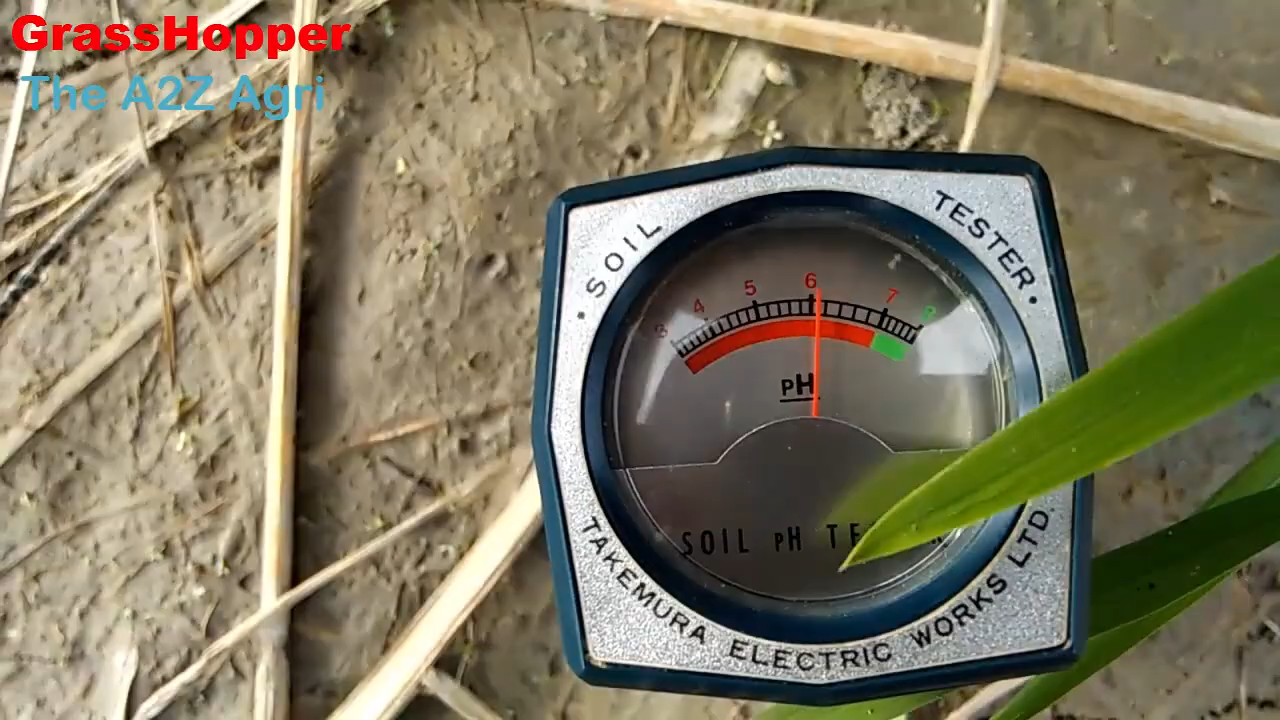 GrassHopper
The A2Z Agri
• SOIL TESTER •
3 4 5 6 7 8
pH
SOIL pH
TAKEMURA ELECTRIC WORKS LTD.